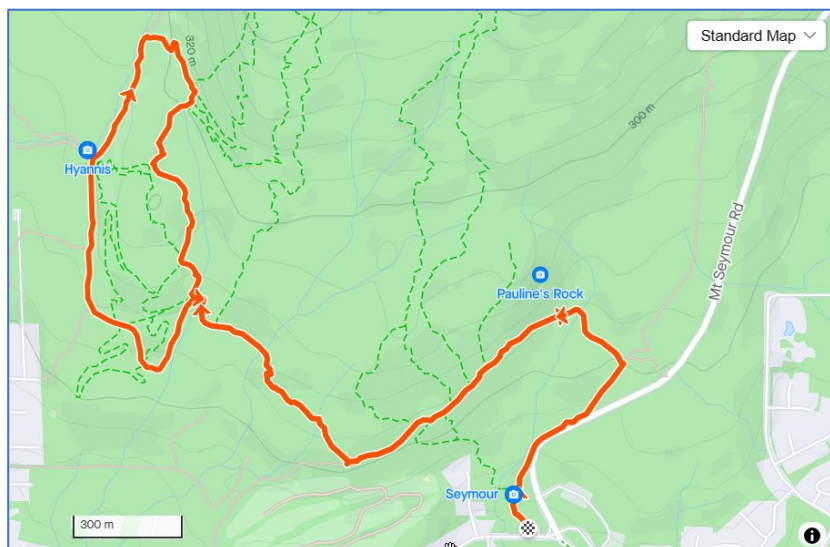 Standard Map
320 m
300 m
Hyannis
Mt Seymour Rd
Pauline's Rock
Seymour
300 m